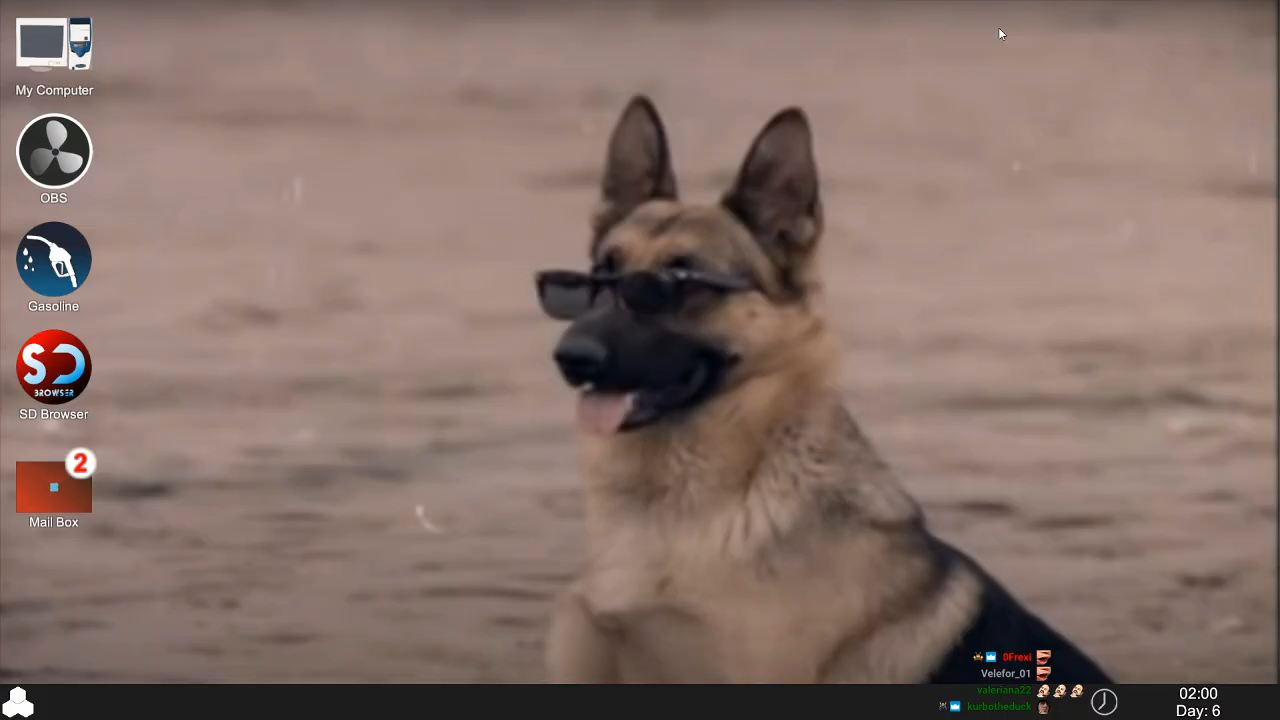 My Computer
OBS
Gasoline
SD
BROWSER
SD Browser
2
Mail Box
0Frexi
Velefor_01
valeriana22
kurbotheduck
02:00
Day: 6